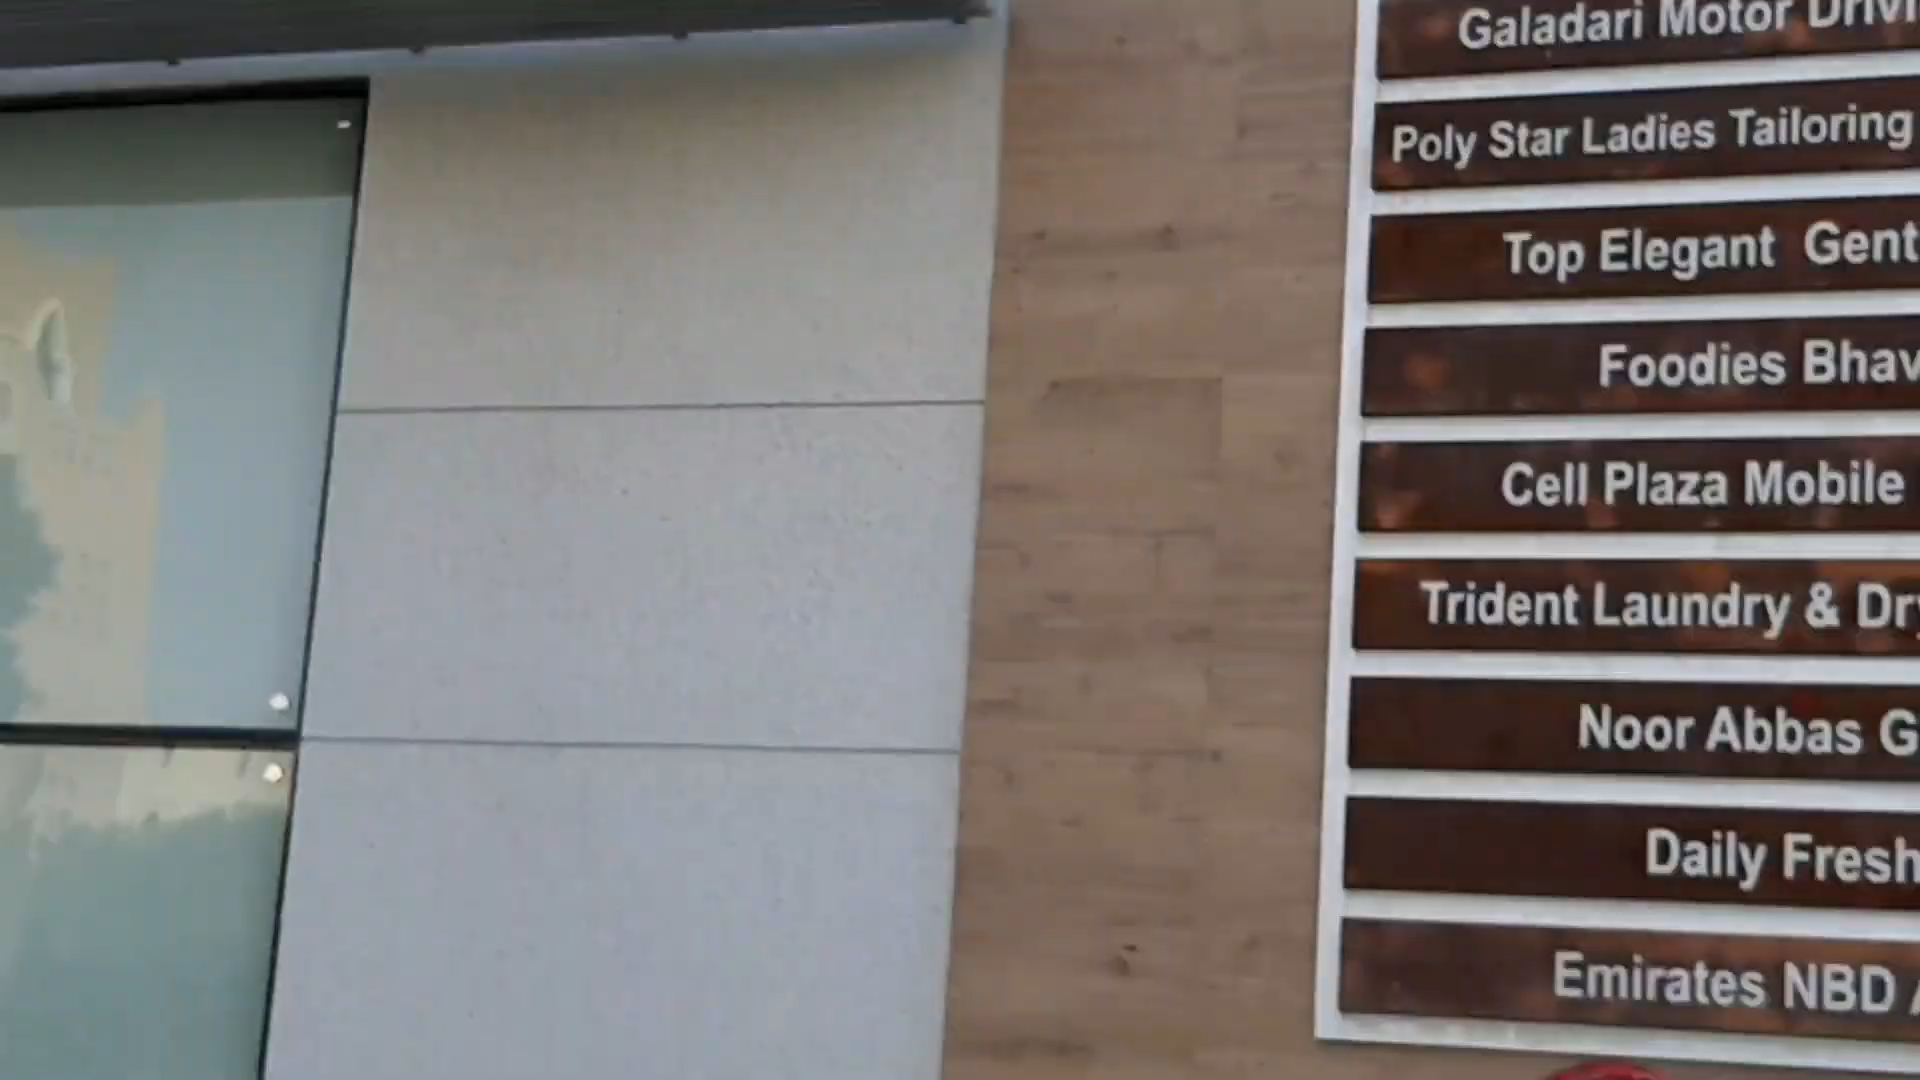 Galadari Motor
Poly Star Ladies Tailoring
Top Elegant Gent
Foodies
Cell Plaza Mobile
Trident Laundry &
Noor Abbas
Daily Fresh
Emirates NBD